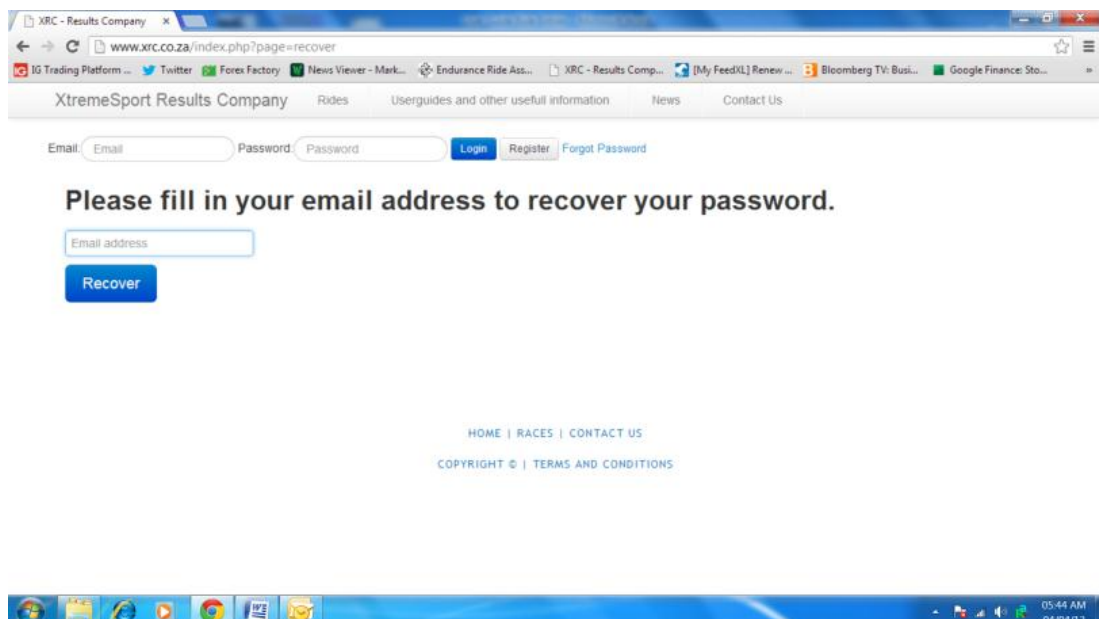 XRC - Results Company
www.xrc.co.za/index.php?page=recover
IG Trading Platform ... Twitter Forex Factory News Viewer - Mark... Endurance Ride Ass... XRC - Results Comp... [My FeedXL] Renew ... Bloomberg TV: Busi... Google Finance: Sto... »
XtremeSport Results Company Rides Userguides and other usefull information News Contact Us
Email: Email Password: Password Login Register Forgot Password
Please fill in your email address to recover your password.
Email address
Recover
HOME | RACES | CONTACT US
COPYRIGHT © | TERMS AND CONDITIONS
05:44 AM